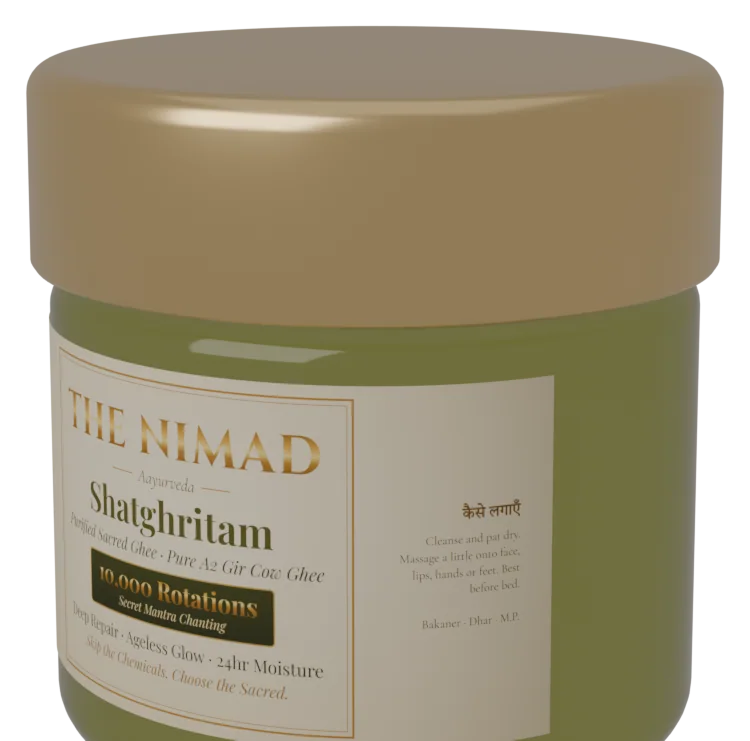 THE NIMAD
Aayurveda
Shatghritam
Purified Sacred Ghee · Pure A2 Gir Cow Ghee
10,000 Rotations
Secret Mantra Chanting
Deep Repair · Ageless Glow · 24hr Moisture
Skip the Chemicals. Choose the Sacred.
कैसे लगाएँ
Cleanse and pat dry.
Massage a little onto face,
lips, hands or feet. Best
before bed.
Bakaner · Dhar · M.P.